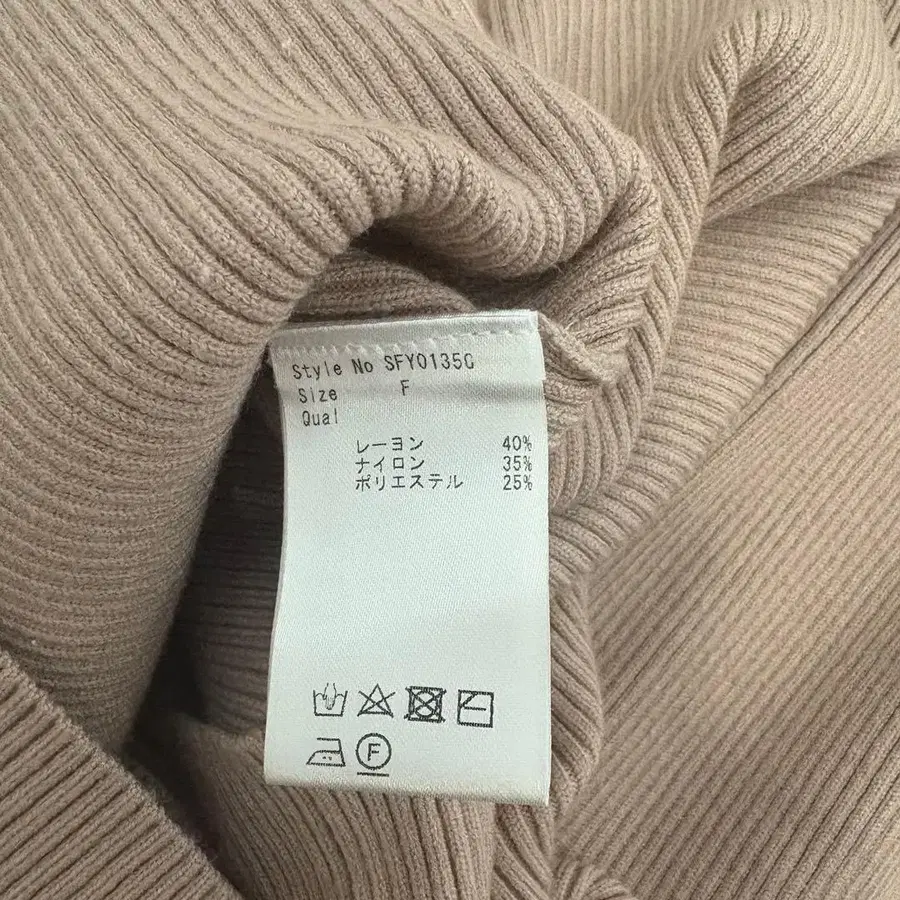 Style No SFY0135G
Size F
Qual
レーヨン 40%
ナイロン 35%
ポリエステル 25%
F